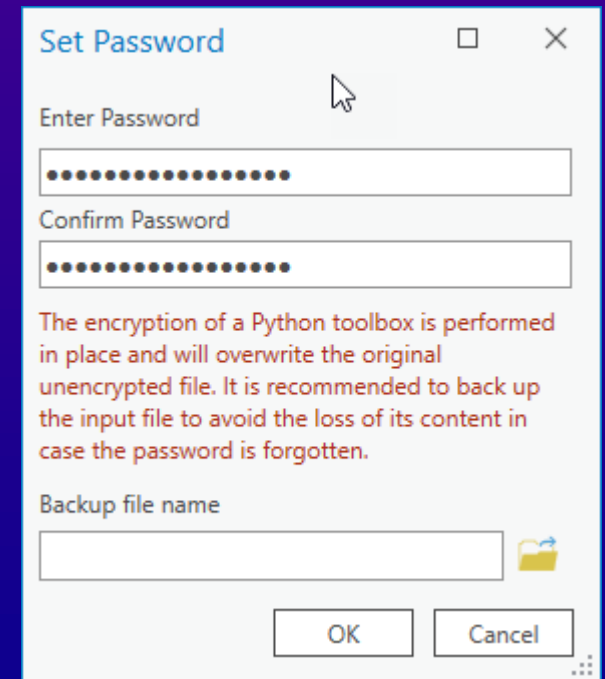 Set Password
Enter Password
•••••••••••••••••
Confirm Password
•••••••••••••••••
The encryption of a Python toolbox is performed
in place and will overwrite the original
unencrypted file. It is recommended to back up
the input file to avoid the loss of its content in
case the password is forgotten.
Backup file name
OK Cancel